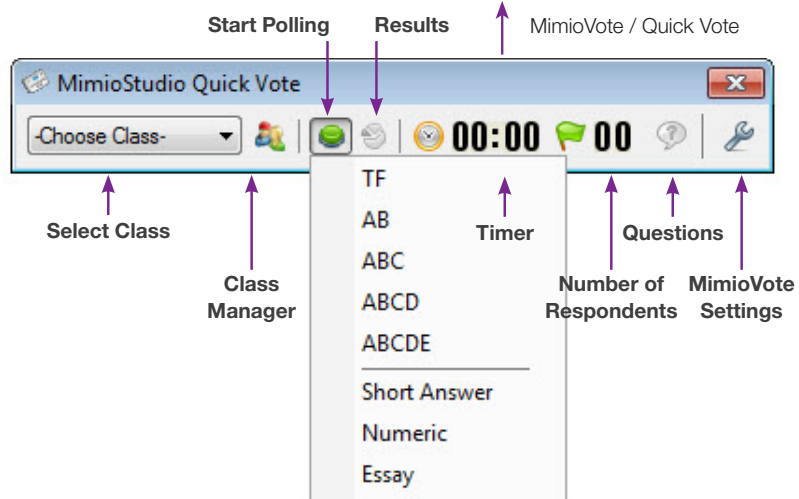 Start Polling
Results
MimioVote / Quick Vote
MimioStudio Quick Vote
-Choose Class-
00:00
00
TF
AB
ABC
ABCD
ABCDE
Short Answer
Numeric
Essay
Select Class
Class
Manager
Timer
Number of
Respondents
Questions
MimioVote
Settings